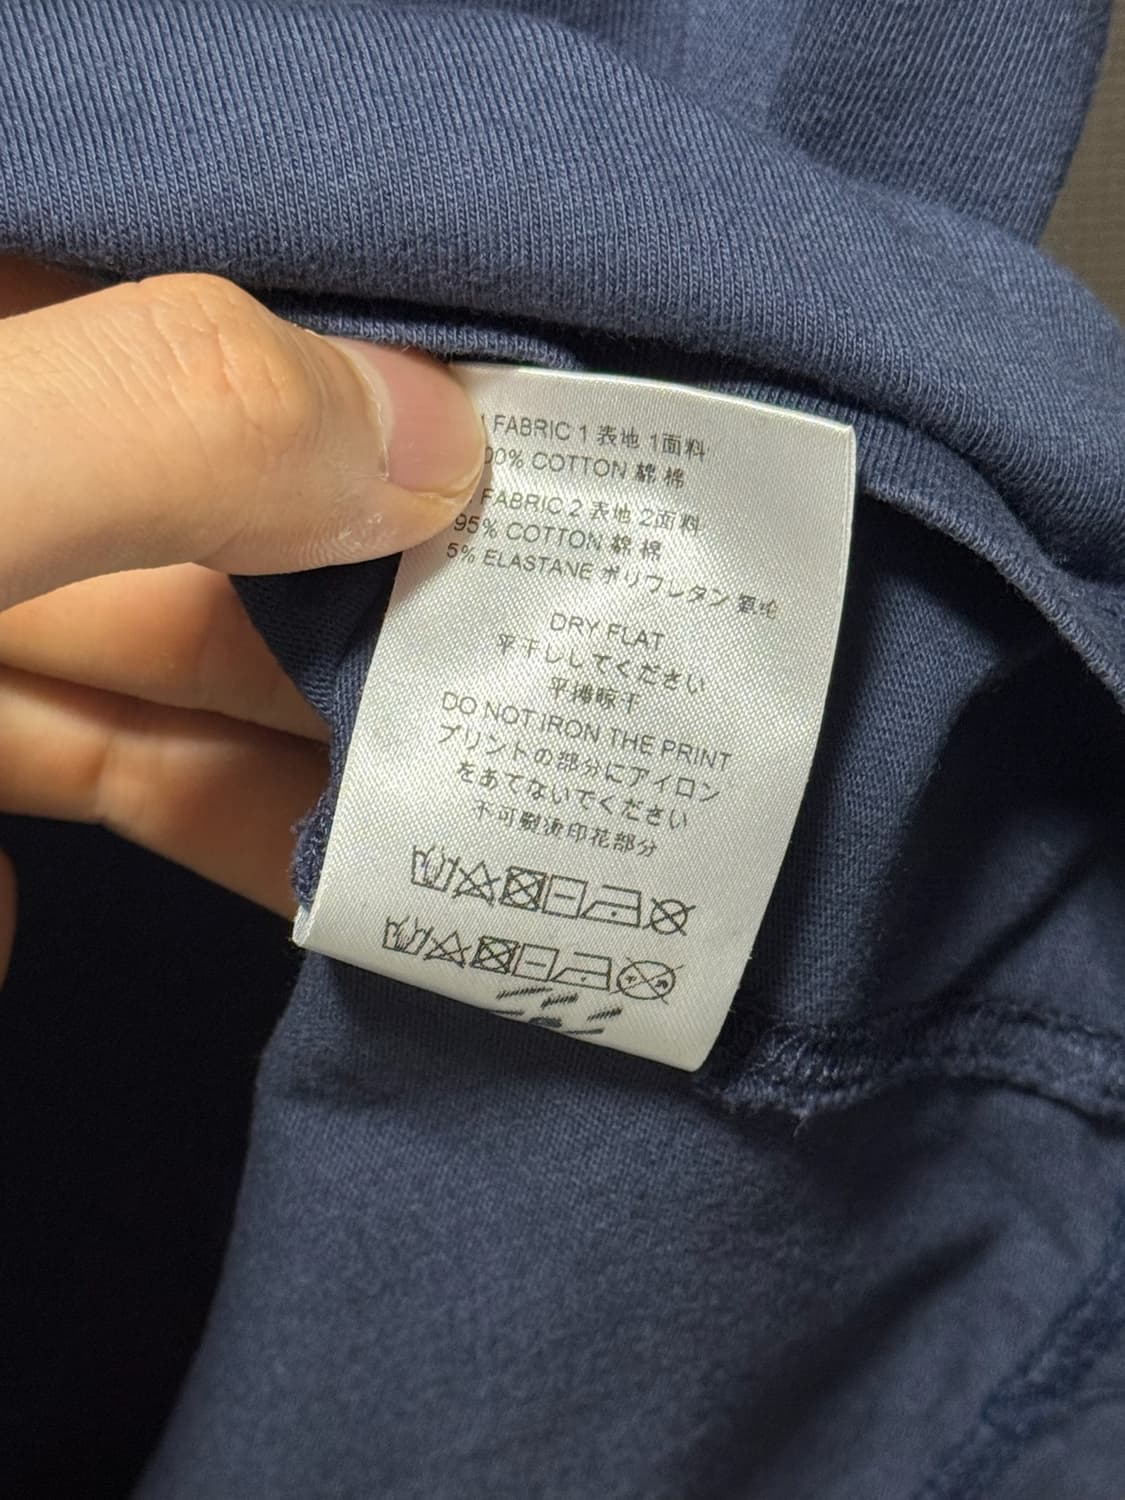 FABRIC 1 表地 1面料
00% COTTON 綿 棉
FABRIC 2 表地 2面料
95% COTTON 綿 棉
5% ELASTANE ポリウレタン 氨纶
DRY FLAT
平干ししてください
平摊晾干
DO NOT IRON THE PRINT
プリントの部分にアイロン
をあてないでください
不可熨烫印花部分